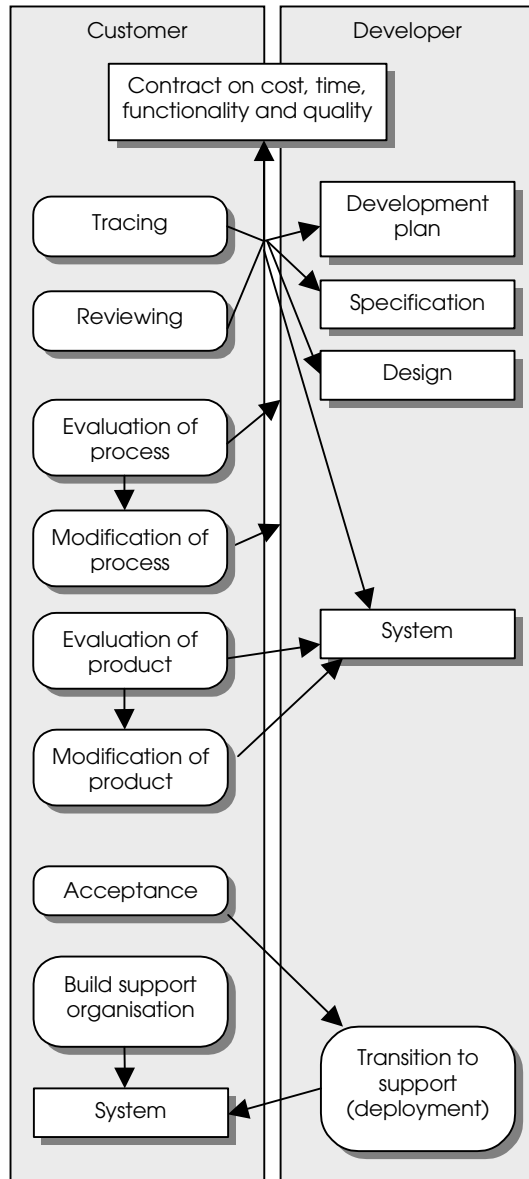 Customer
Developer
Contract on cost, time,
functionality and quality
Tracing
Development
plan
Reviewing
Specification
Design
Evaluation of
process
Modification of
process
Evaluation of
product
System
Modification of
product
Acceptance
Build support
organisation
Transition to
support
(deployment)
System